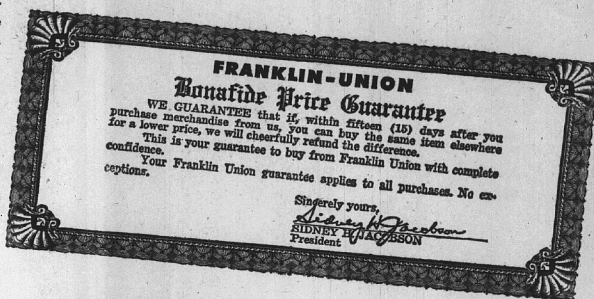 FRANKLIN-UNION
Bonafide Price Guarantee
WE GUARANTEE that if, within fifteen (15) days after you
purchase merchandise from us, you can buy the same item elsewhere
for a lower price, we will cheerfully refund the difference.
This is your guarantee to buy from Franklin Union with complete
confidence.
Your Franklin Union guarantee applies to all purchases. No ex-
ceptions.
Singerely yours,
Sidney H Jacobson
SIDNEY H. JACOBSON
President